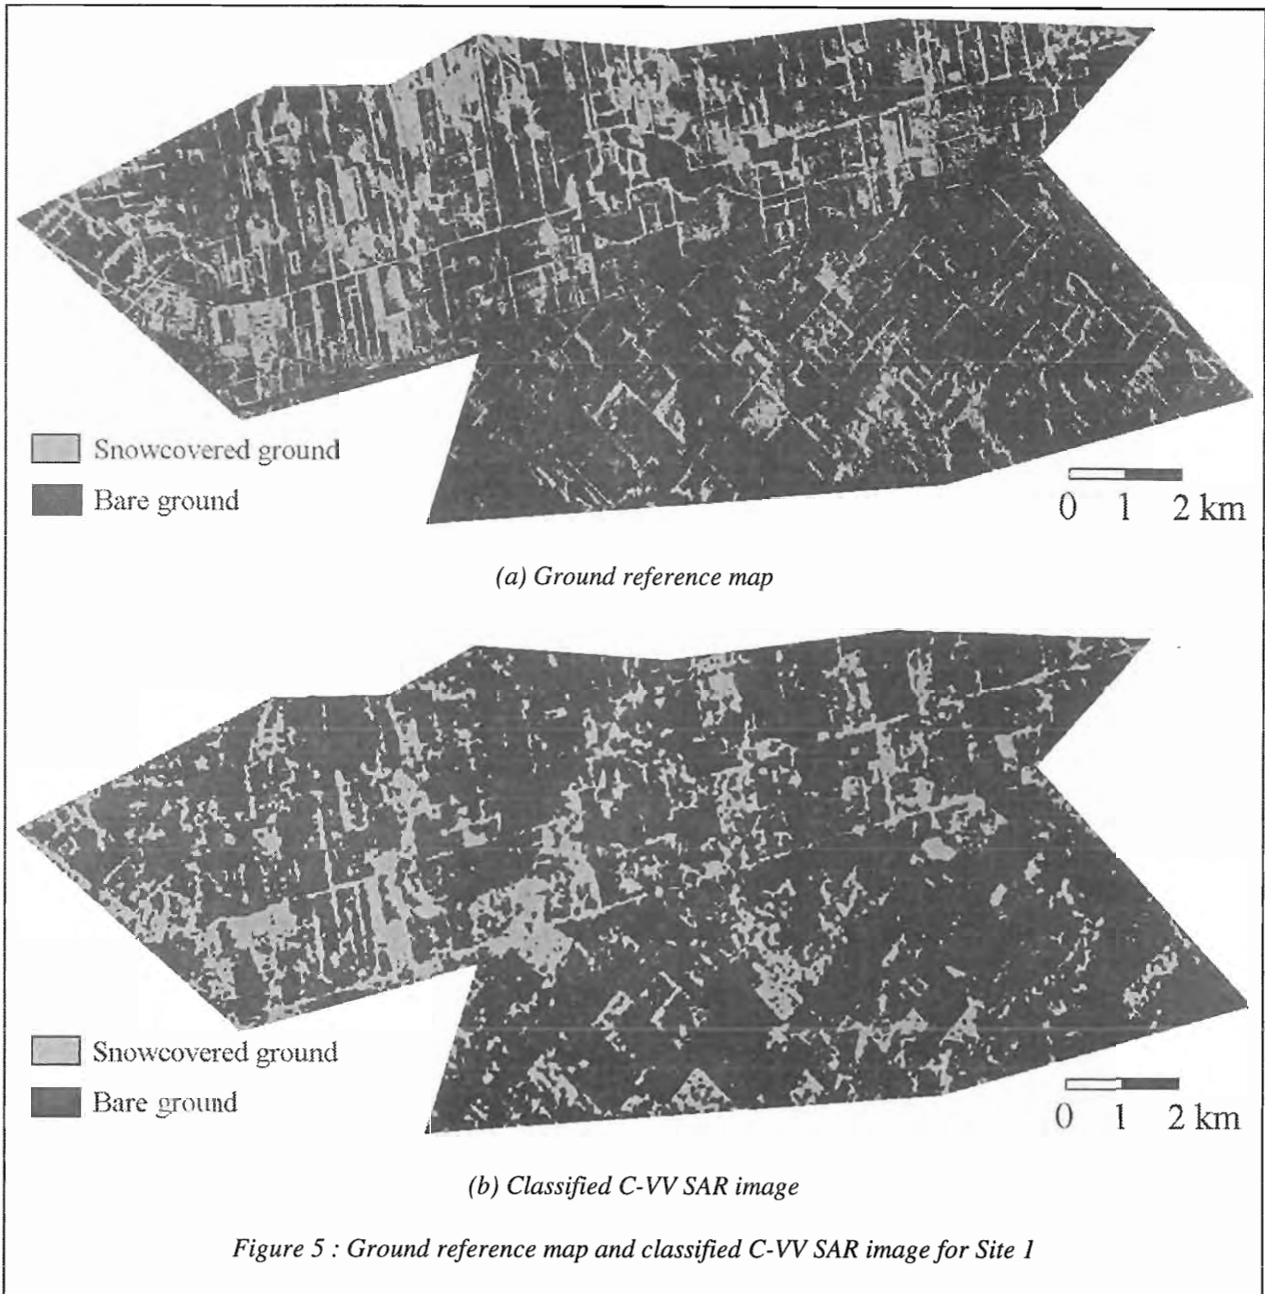 Snowcovered ground
Bare ground
0 1 2 km
(a) Ground reference map
Snowcovered ground
Bare ground
0 1 2 km
(b) Classified C-VV SAR image
Figure 5 : Ground reference map and classified C-VV SAR image for Site 1